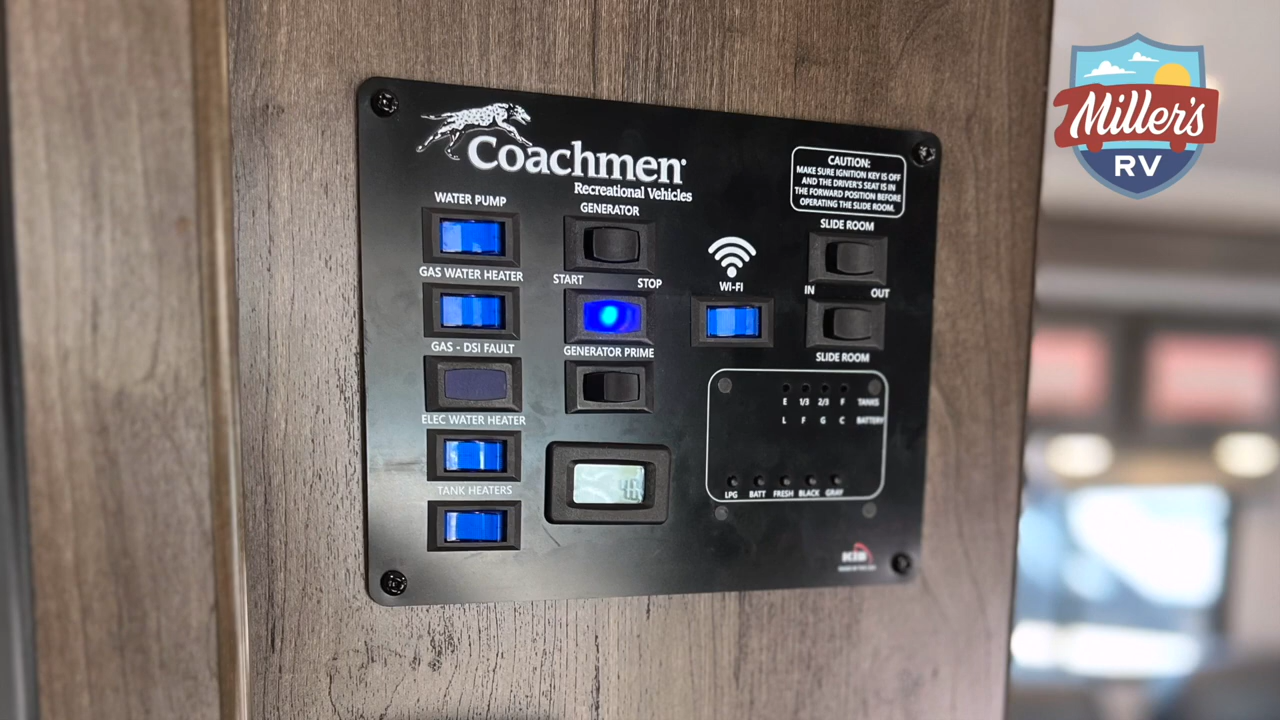 Miller's
RV
Coachmen
Recreational Vehicles
CAUTION:
MAKE SURE IGNITION KEY IS OFF
AND THE DRIVER'S SEAT IS IN
THE FORWARD POSITION BEFORE
OPERATING THE SLIDE ROOM.
WATER PUMP
GENERATOR
SLIDE ROOM
GAS WATER HEATER
START
STOP
WI-FI
IN
OUT
GAS - DSI FAULT
GENERATOR PRIME
SLIDE ROOM
E 1/3 2/3 F TANKS
L F G C BATTERY
ELEC WATER HEATER
TANK HEATERS
LPG BATT FRESH BLACK GRAY
KIB